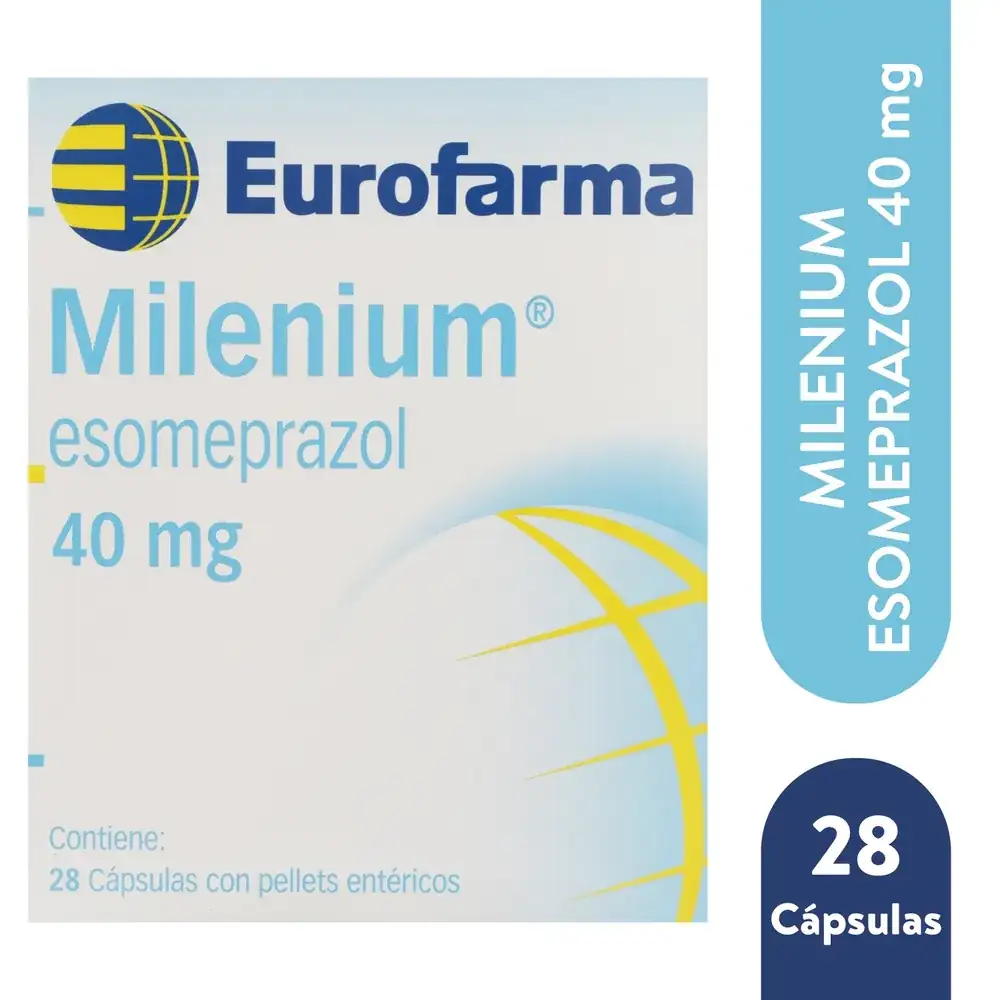 Eurofarma
Milenium®
esomeprazol
40 mg
Contiene:
28 Cápsulas con pellets entéricos
MILENIUM
ESOMEPRAZOL 40 mg
28
Cápsulas